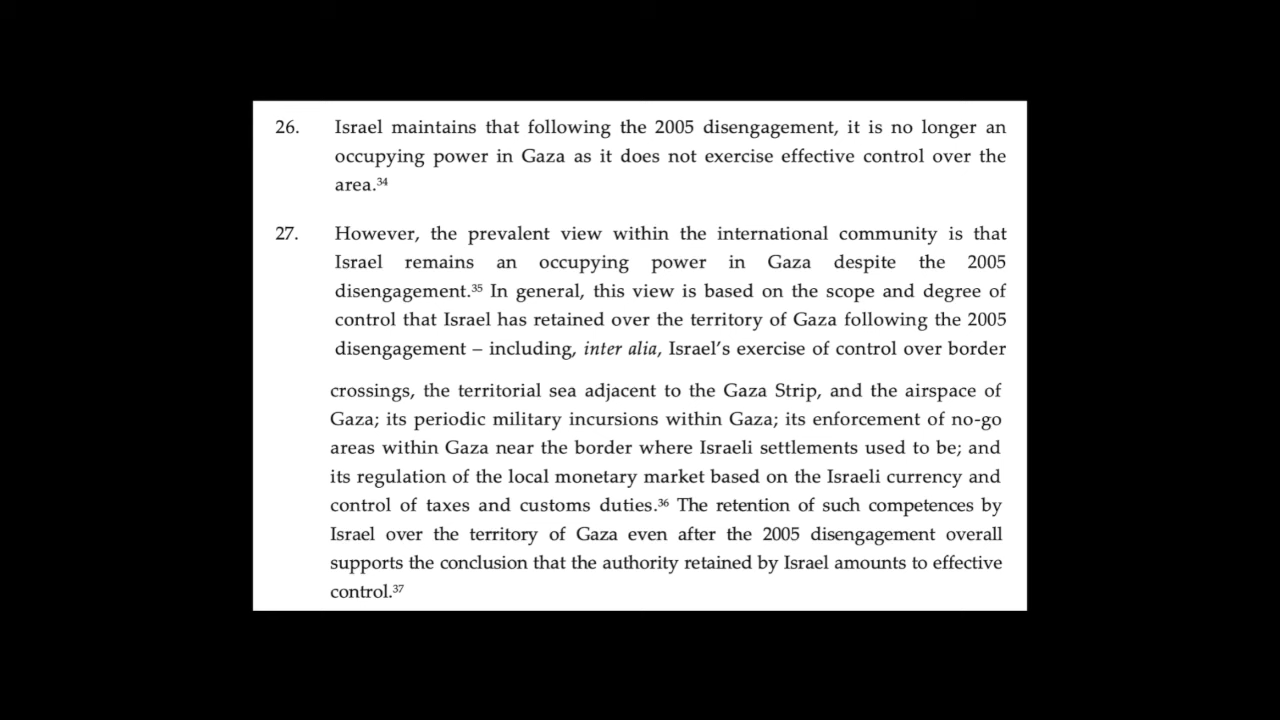 26. Israel maintains that following the 2005 disengagement, it is no longer an
occupying power in Gaza as it does not exercise effective control over the
area.³⁴
27. However, the prevalent view within the international community is that
Israel remains an occupying power in Gaza despite the 2005
disengagement.³⁵ In general, this view is based on the scope and degree of
control that Israel has retained over the territory of Gaza following the 2005
disengagement – including, inter alia, Israel's exercise of control over border
crossings, the territorial sea adjacent to the Gaza Strip, and the airspace of
Gaza; its periodic military incursions within Gaza; its enforcement of no-go
areas within Gaza near the border where Israeli settlements used to be; and
its regulation of the local monetary market based on the Israeli currency and
control of taxes and customs duties.³⁶ The retention of such competences by
Israel over the territory of Gaza even after the 2005 disengagement overall
supports the conclusion that the authority retained by Israel amounts to effective
control.³⁷